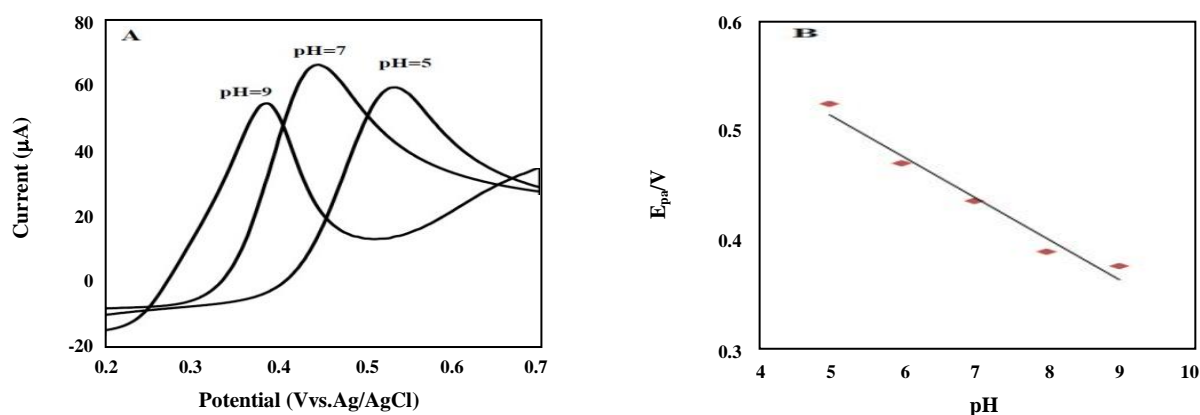 A
pH=9
pH=7
pH=5
80
60
40
20
0
-20
0.2 0.3 0.4 0.5 0.6 0.7
Current (µA)
Potential (Vvs.Ag/AgCl)
B
0.6
0.5
0.4
0.3
4 5 6 7 8 9 10
Epa/V
pH